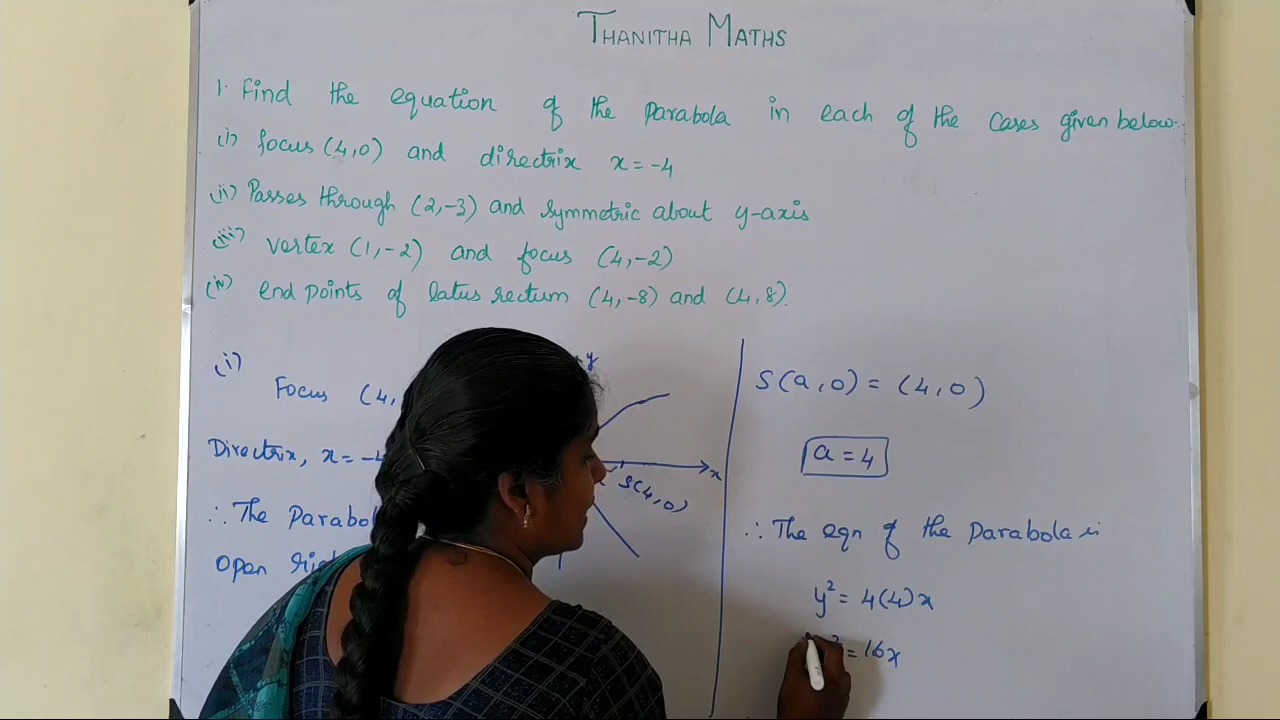 THANITHA MATHS
1. Find the equation of the Parabola in each of the cases given below:-
(i) focus (4,0) and directrix x = -4
(ii) Passes through (2,-3) and symmetric about y-axis
(iii) vertex (1,-2) and focus (4,-2)
(iv) end points of latus rectum (4,-8) and (4,8).
(i)
Focus (4,
Directrix, x = -4
∴ The Parabol
Open
y
x
S(4,0)
S(a,0) = (4,0)
a = 4
∴ The eqn of the Parabola is
y² = 4(4)x
² = 16x